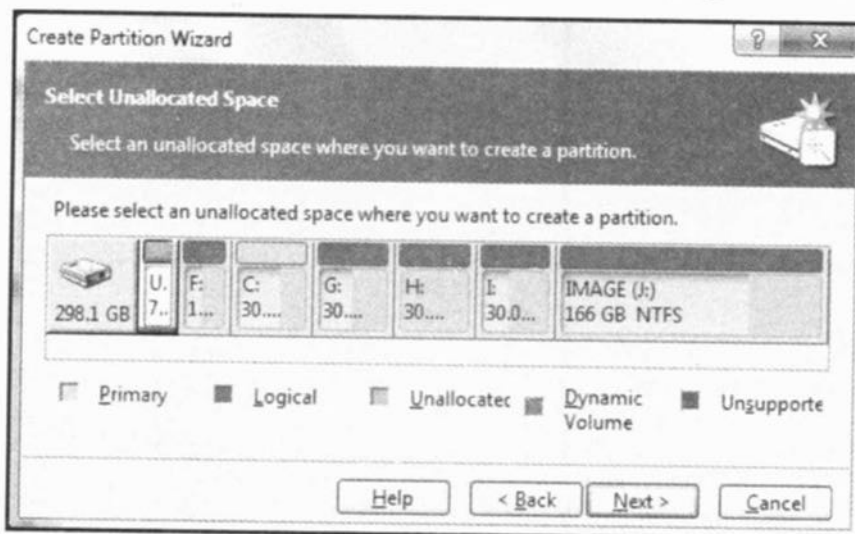 Create Partition Wizard
?
Select Unallocated Space
Select an unallocated space where you want to create a partition.
Please select an unallocated space where you want to create a partition.
298.1 GB
U.
7..
F:
1...
C:
30....
G:
30....
H:
30....
I:
30.0...
IMAGE (J:)
166 GB NTFS
Primary
Logical
Unallocatec
Dynamic
Volume
Unsupporte
Help
< Back
Next >
Cancel